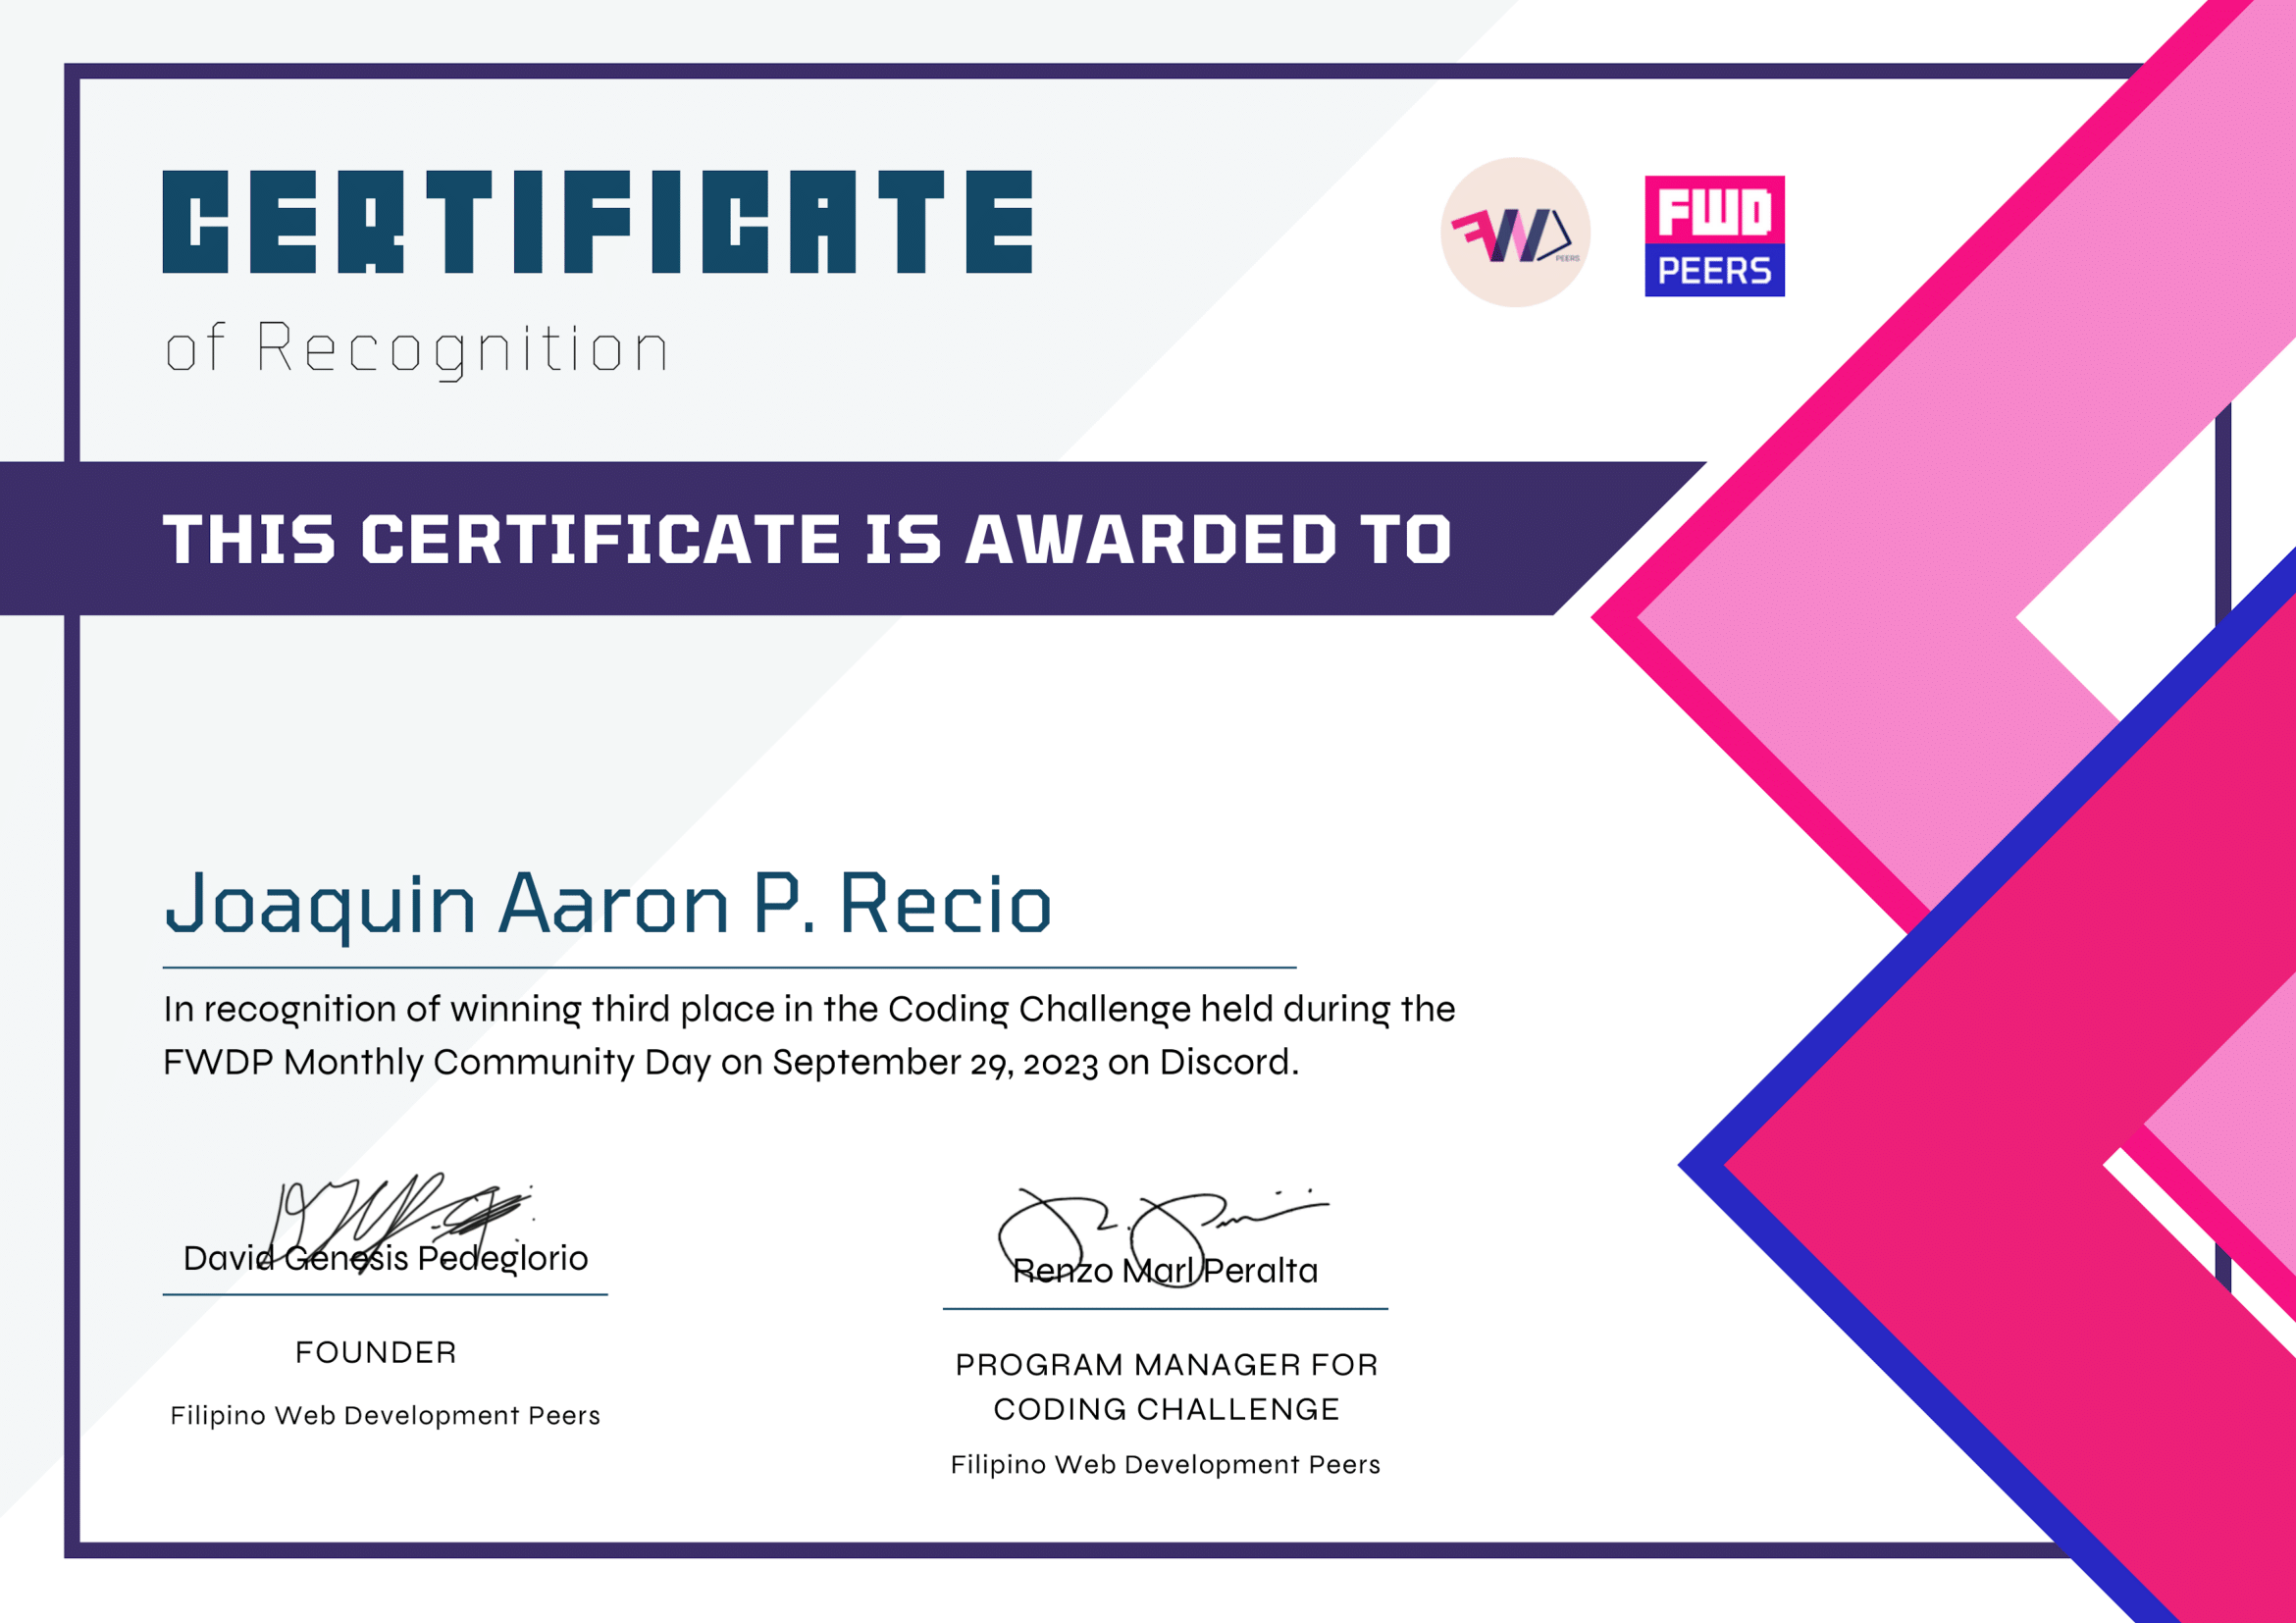 CERTIFICATE
of Recognition
FWD
PEERS
FWD
PEERS
THIS CERTIFICATE IS AWARDED TO
Joaquin Aaron P. Recio
In recognition of winning third place in the Coding Challenge held during the
FWDP Monthly Community Day on September 29, 2023 on Discord.
David Genesis Pedeglorio
FOUNDER
Filipino Web Development Peers
Renzo Marl Peralta
PROGRAM MANAGER FOR
CODING CHALLENGE
Filipino Web Development Peers